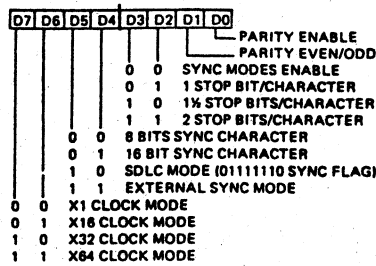 D7 D6 D5 D4 D3 D2 D1 D0
PARITY ENABLE
PARITY EVEN/ODD
0 0 SYNC MODES ENABLE
0 1 1 STOP BIT/CHARACTER
1 0 1½ STOP BITS/CHARACTER
1 1 2 STOP BITS/CHARACTER
0 0 8 BITS SYNC CHARACTER
0 1 16 BIT SYNC CHARACTER
1 0 SDLC MODE (01111110 SYNC FLAG)
1 1 EXTERNAL SYNC MODE
0 0 X1 CLOCK MODE
0 1 X16 CLOCK MODE
1 0 X32 CLOCK MODE
1 1 X64 CLOCK MODE